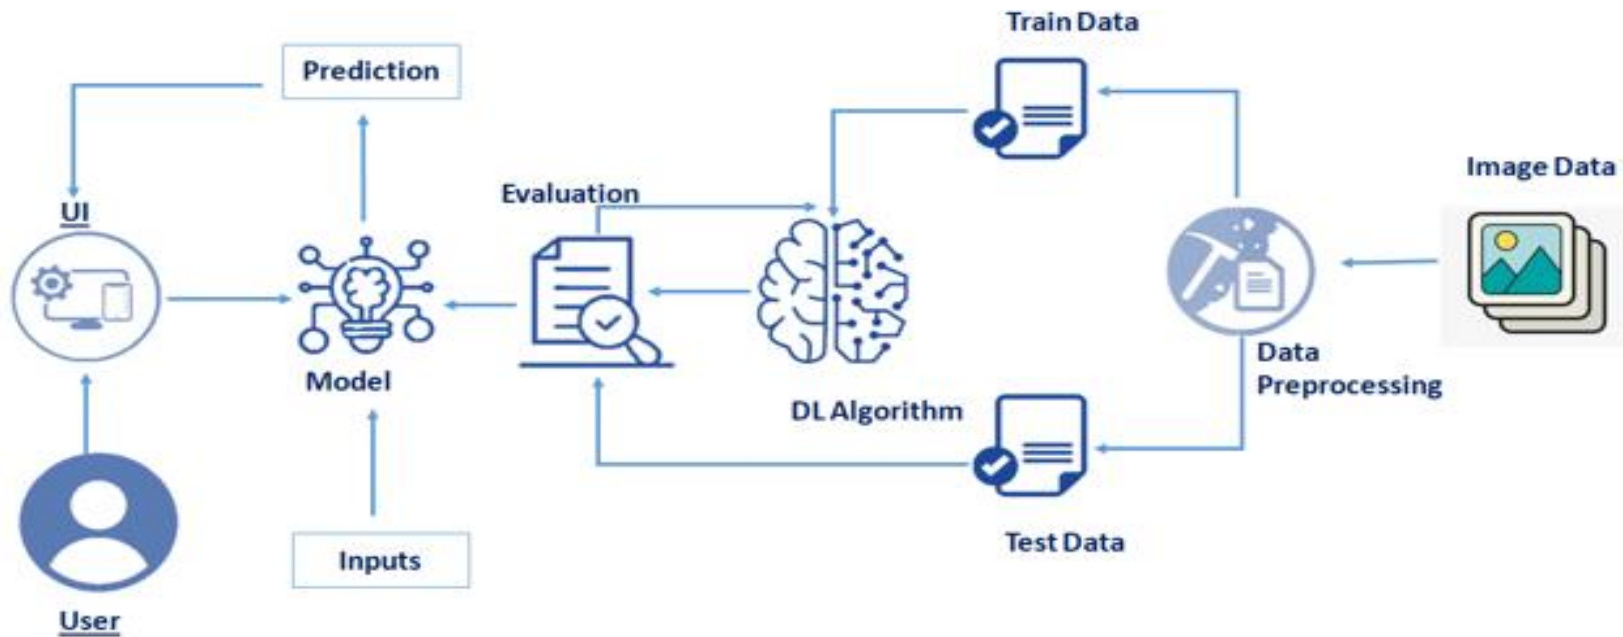 Train Data
Prediction
Image Data
Evaluation
UI
Data
Preprocessing
Model
DL Algorithm
Test Data
Inputs
User